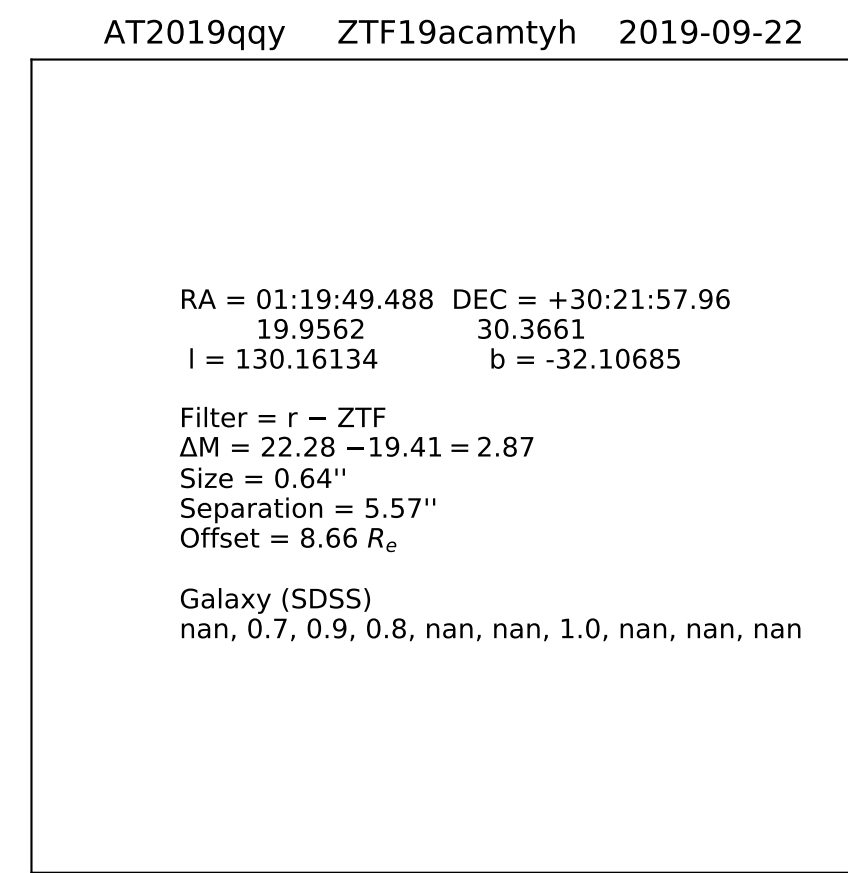 AT2019qqy ZTF19acamtyh 2019-09-22
RA = 01:19:49.488 DEC = +30:21:57.96
19.9562 30.3661
l = 130.16134 b = -32.10685
Filter = r − ZTF
ΔM = 22.28 −19.41 = 2.87
Size = 0.64''
Separation = 5.57''
Offset = 8.66 Re
Galaxy (SDSS)
nan, 0.7, 0.9, 0.8, nan, nan, 1.0, nan, nan, nan